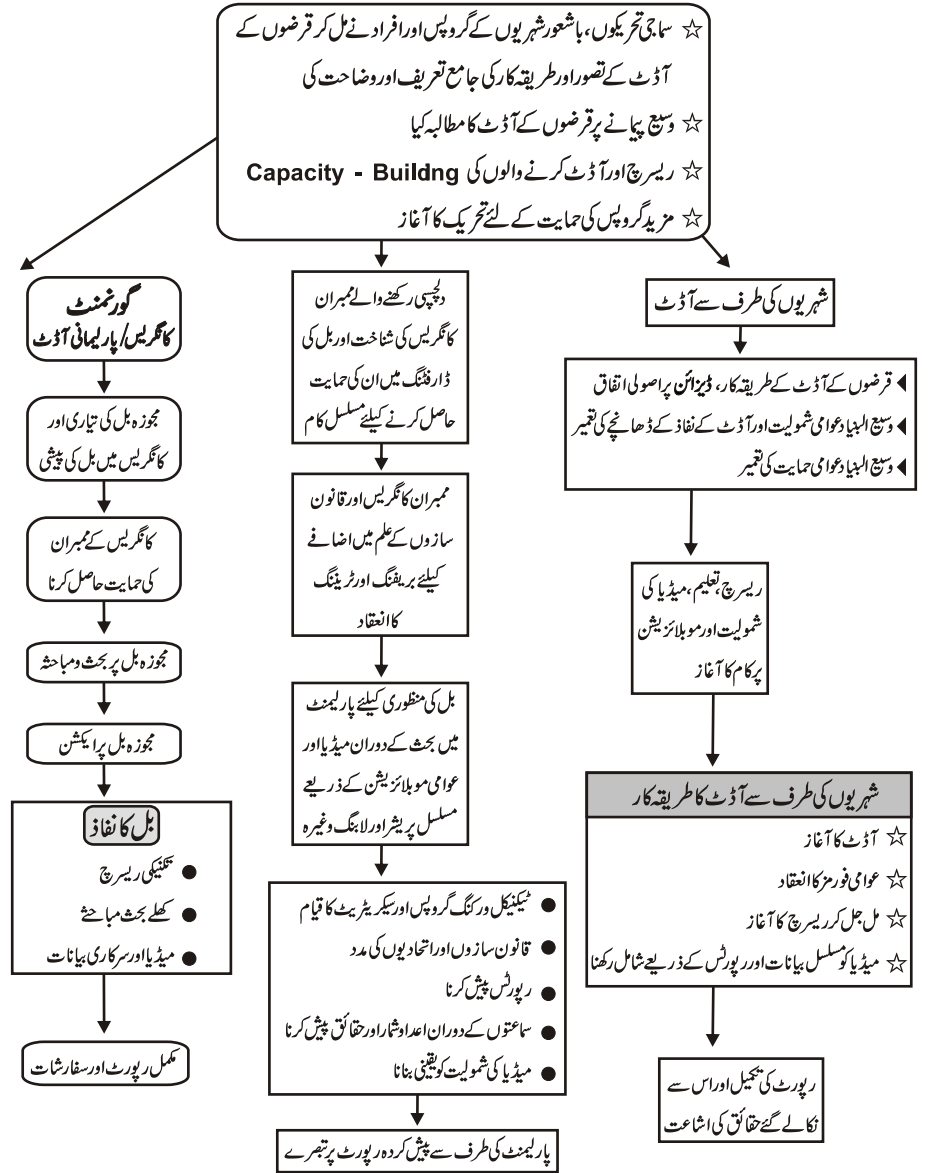 ☆ سماجی تحریکوں، باشعور شہریوں کے گروپس اور افراد نے مل کر قرضوں کے
آڈٹ کے تصور اور طریقہ کار کی جامع تعریف اور وضاحت کی
☆ وسیع پیمانے پر قرضوں کے آڈٹ کا مطالبہ کیا
☆ ریسرچ اور آڈٹ کرنے والوں کی Capacity - Buildng
☆ مزید گروپس کی حمایت کے لئے تحریک کا آغاز
شہریوں کی طرف سے آڈٹ
◀ قرضوں کے آڈٹ کے طریقہ کار، ڈیزائن پر اصولی اتفاق
◀ وسیع البنیاد عوامی شمولیت اور آڈٹ کے نفاذ کے ڈھانچے کی تعمیر
◀ وسیع البنیاد عوامی حمایت کی تعمیر
ریسرچ، تعلیم، میڈیا کی
شمولیت اور موبلائزیشن
پر کام کا آغاز
شہریوں کی طرف سے آڈٹ کا طریقہ کار
☆ آڈٹ کا آغاز
☆ عوامی فورمز کا انعقاد
☆ مل جل کر ریسرچ کا آغاز
☆ میڈیا کو مسلسل بیانات اور رپورٹس کے ذریعے شامل رکھنا
رپورٹ کی تکمیل اور اس سے
نکالے گئے حقائق کی اشاعت
دلچسپی رکھنے والے ممبران
کانگریس کی شناخت اور بل کی
ڈارفٹنگ میں ان کی حمایت
حاصل کرنے کیلئے مسلسل کام
ممبران کانگریس اور قانون
سازوں کے علم میں اضافے
کیلئے بریفنگ اور ٹریننگ
کا انعقاد
بل کی منظوری کیلئے پارلیمنٹ
میں بحث کے دوران میڈیا اور
عوامی موبلائزیشن کے ذریعے
مسلسل پریشر اور لابنگ وغیرہ
● ٹیکنیکل ورکنگ گروپس اور سیکریٹریٹ کا قیام
● قانون سازوں اور اتحادیوں کی مدد
● رپورٹس پیش کرنا
● سماعتوں کے دوران اعداو شمار اور حقائق پیش کرنا
● میڈیا کی شمولیت کو یقینی بنانا
پارلیمنٹ کی طرف سے پیش کردہ رپورٹ پر تبصرے
گورنمنٹ
کانگریس/پارلیمانی آڈٹ
مجوزہ بل کی تیاری اور
کانگریس میں بل کی پیشی
کانگریس کے ممبران
کی حمایت حاصل کرنا
مجوزہ بل پر بحث و مباحثہ
مجوزہ بل پر ایکشن
بل کا نفاذ
● تکنیکی ریسرچ
● کھلے بحث مباحثے
● میڈیا اور سرکاری بیانات
مکمل رپورٹ اور سفارشات